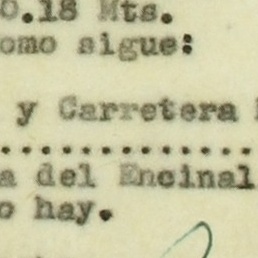 0.18 Mts.
omo sigue:
y Carretera
..............
a del Encinal
o hay.